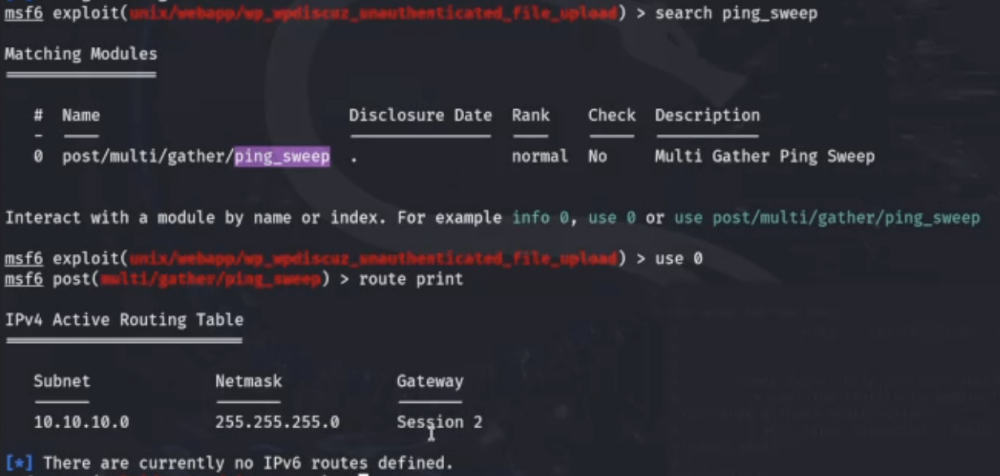 msf6 exploit(unix/webapp/wp_wpdiscuz_unauthenticated_file_upload) > search ping_sweep
Matching Modules
# Name Disclosure Date Rank Check Description
- 
0 post/multi/gather/ping_sweep . normal No Multi Gather Ping Sweep
Interact with a module by name or index. For example info 0, use 0 or use post/multi/gather/ping_sweep
msf6 exploit(unix/webapp/wp_wpdiscuz_unauthenticated_file_upload) > use 0
msf6 post(multi/gather/ping_sweep) > route print
IPv4 Active Routing Table
Subnet Netmask Gateway
10.10.10.0 255.255.255.0 Session 2
[*] There are currently no IPv6 routes defined.